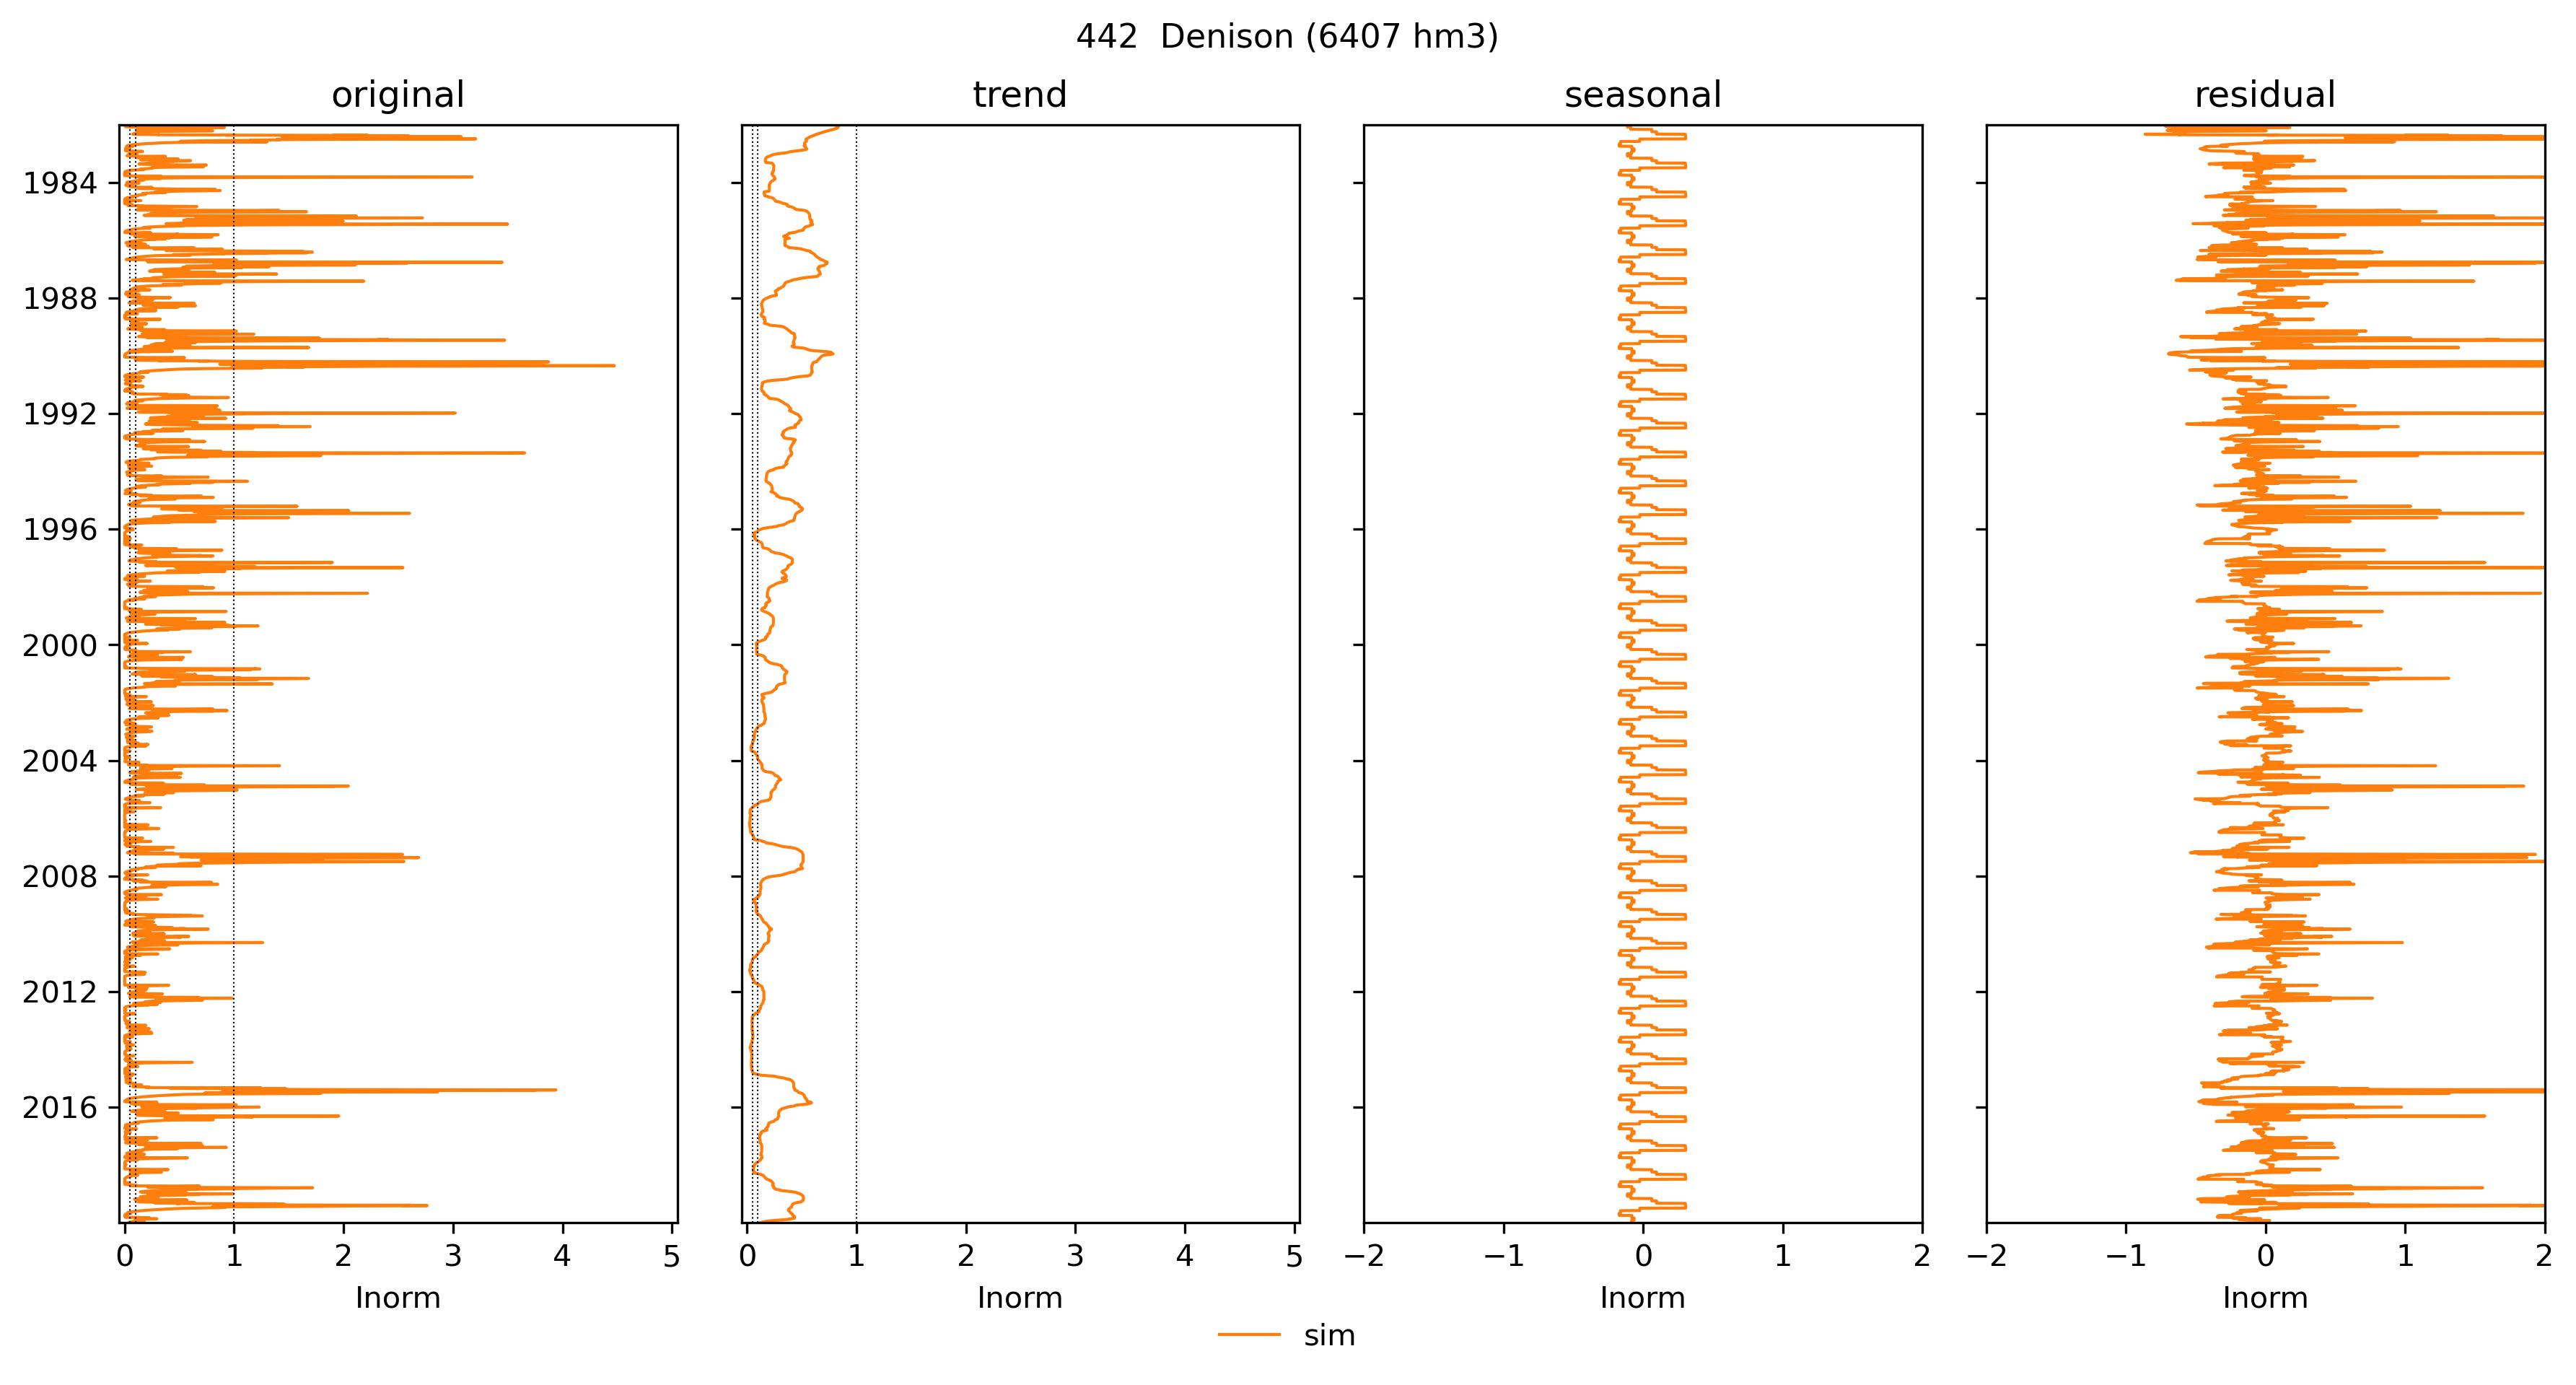 442  Denison (6407 hm3)
original
trend
seasonal
residual
1984
1988
1992
1996
2000
2004
2008
2012
2016
0 1 2 3 4 5
0 1 2 3 4 5
−2 −1 0 1 2
−2 −1 0 1 2
Inorm
Inorm
Inorm
Inorm
sim